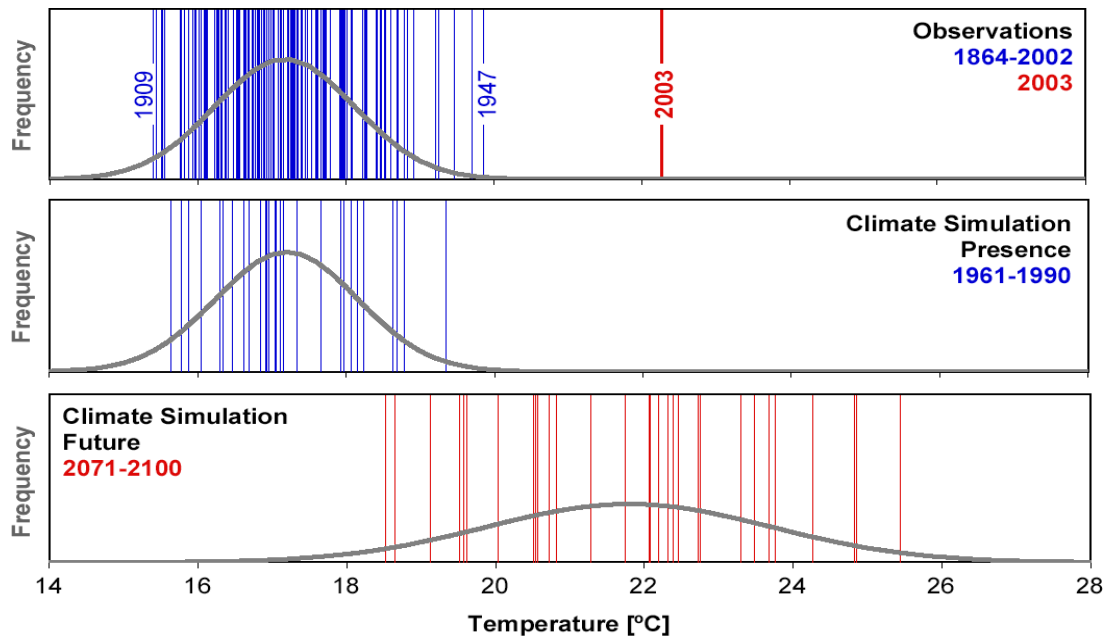 Frequency
1909
1947
2003
Observations
1864-2002
2003
Frequency
Climate Simulation
Presence
1961-1990
Frequency
Climate Simulation
Future
2071-2100
14 16 18 20 22 24 26 28
Temperature [ºC]